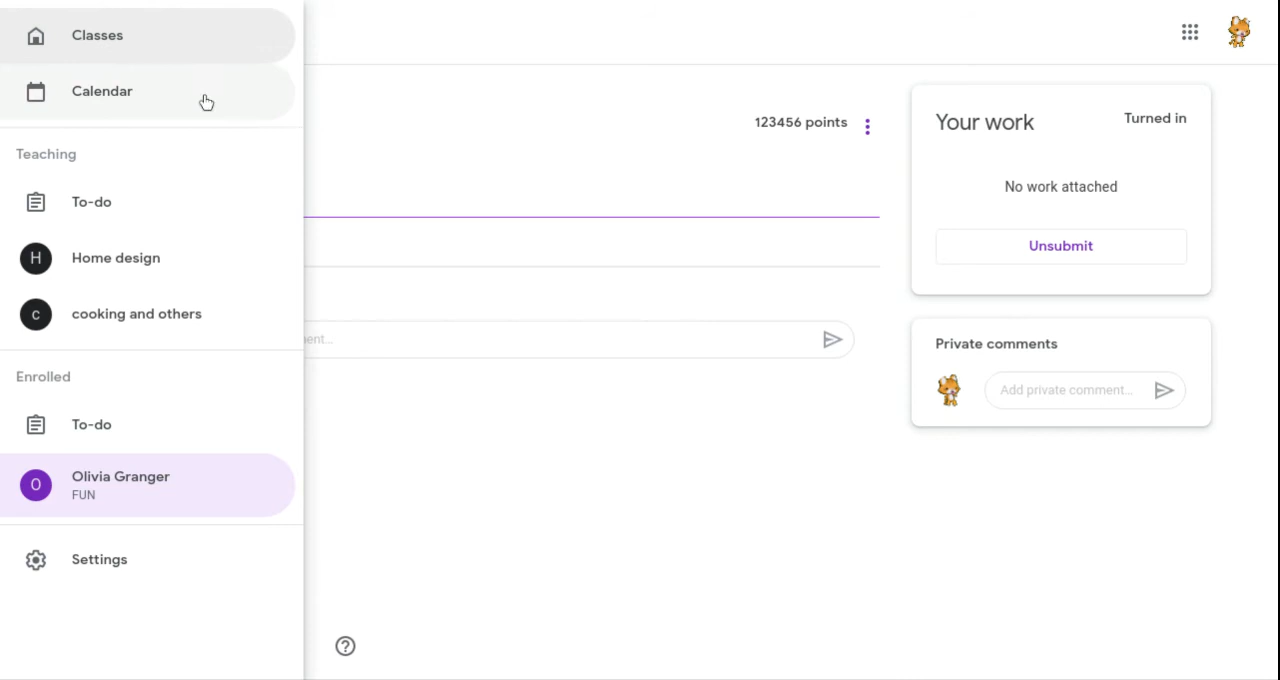 Classes
Calendar
Teaching
To-do
H Home design
c cooking and others
Enrolled
To-do
O Olivia Granger
FUN
Settings
123456 points
ent...
Your work
Turned in
No work attached
Unsubmit
Private comments
Add private comment...